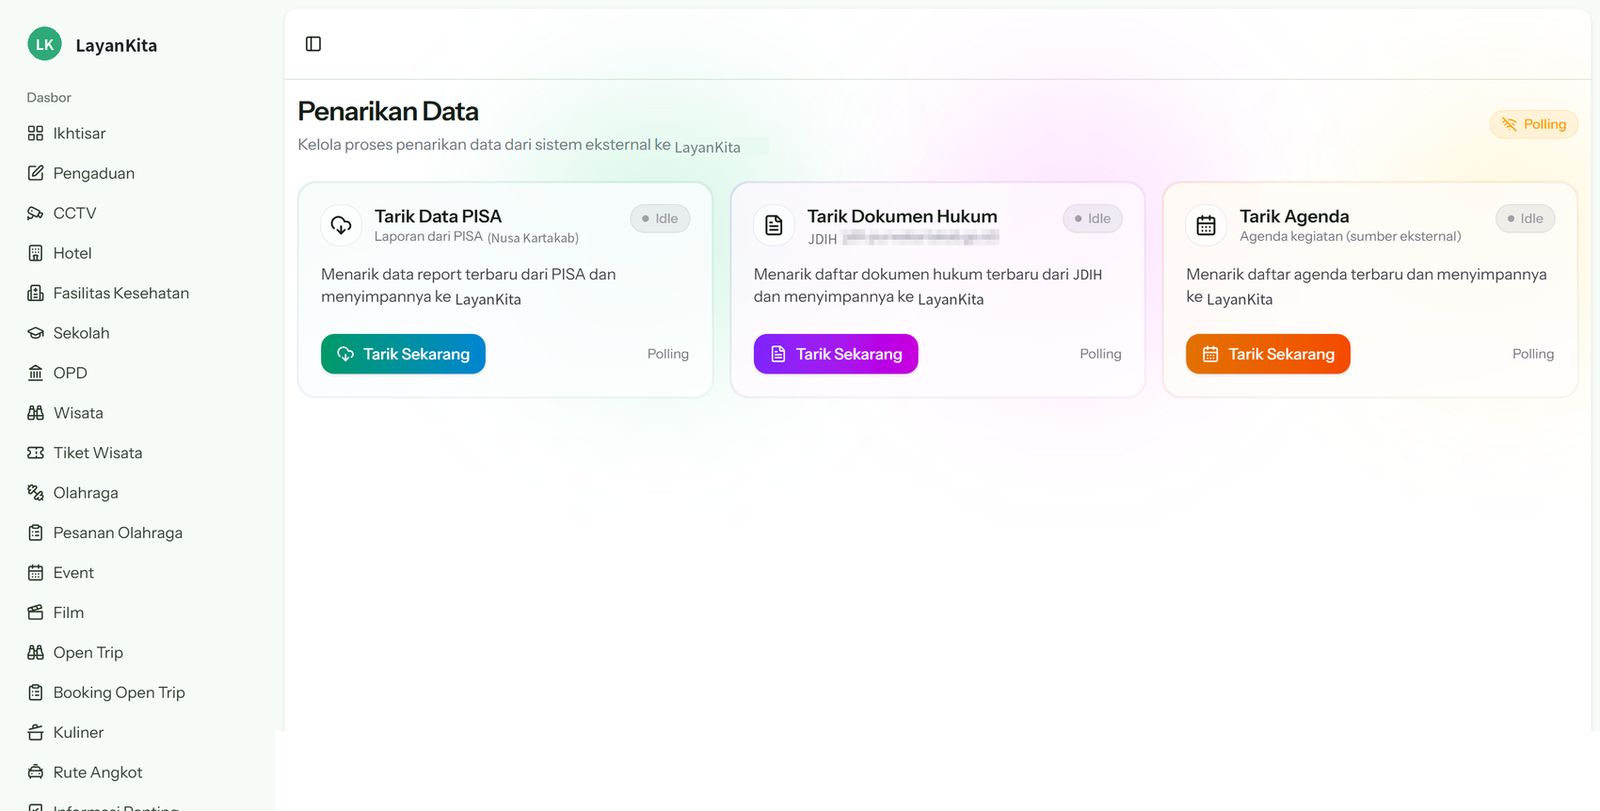 LK
LayanKita
Dasbor
Ikhtisar
Pengaduan
CCTV
Hotel
Fasilitas Kesehatan
Sekolah
OPD
Wisata
Tiket Wisata
Olahraga
Pesanan Olahraga
Event
Film
Open Trip
Booking Open Trip
Kuliner
Rute Angkot
Informasi Penting
Penarikan Data
Kelola proses penarikan data dari sistem eksternal ke LayanKita
Polling
Tarik Data PISA
Laporan dari PISA (Nusa Kartakab)
Idle
Menarik data report terbaru dari PISA dan
menyimpannya ke LayanKita
Tarik Sekarang
Polling
Tarik Dokumen Hukum
JDIH
Idle
Menarik daftar dokumen hukum terbaru dari JDIH
dan menyimpannya ke LayanKita
Tarik Sekarang
Polling
Tarik Agenda
Agenda kegiatan (sumber eksternal)
Idle
Menarik daftar agenda terbaru dan menyimpannya
ke LayanKita
Tarik Sekarang
Polling